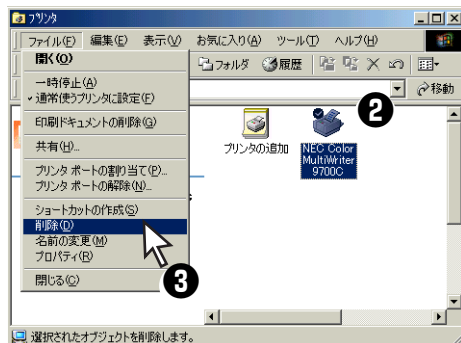 プリンタ
ファイル(F) 編集(E) 表示(V) お気に入り(A) ツール(T) ヘルプ(H)
フォルダ 履歴
移動
開く(O)
一時停止(A)
通常使うプリンタに設定(F)
印刷ドキュメントの削除(G)
共有(H)...
プリンタ ポートの割り当て(P)...
プリンタ ポートの解除(N)...
ショートカットの作成(S)
削除(D)
名前の変更(M)
プロパティ(R)
閉じる(C)
❷
プリンタの追加
NEC Color
MultiWriter
9700C
❸
選択されたオブジェクトを削除します。